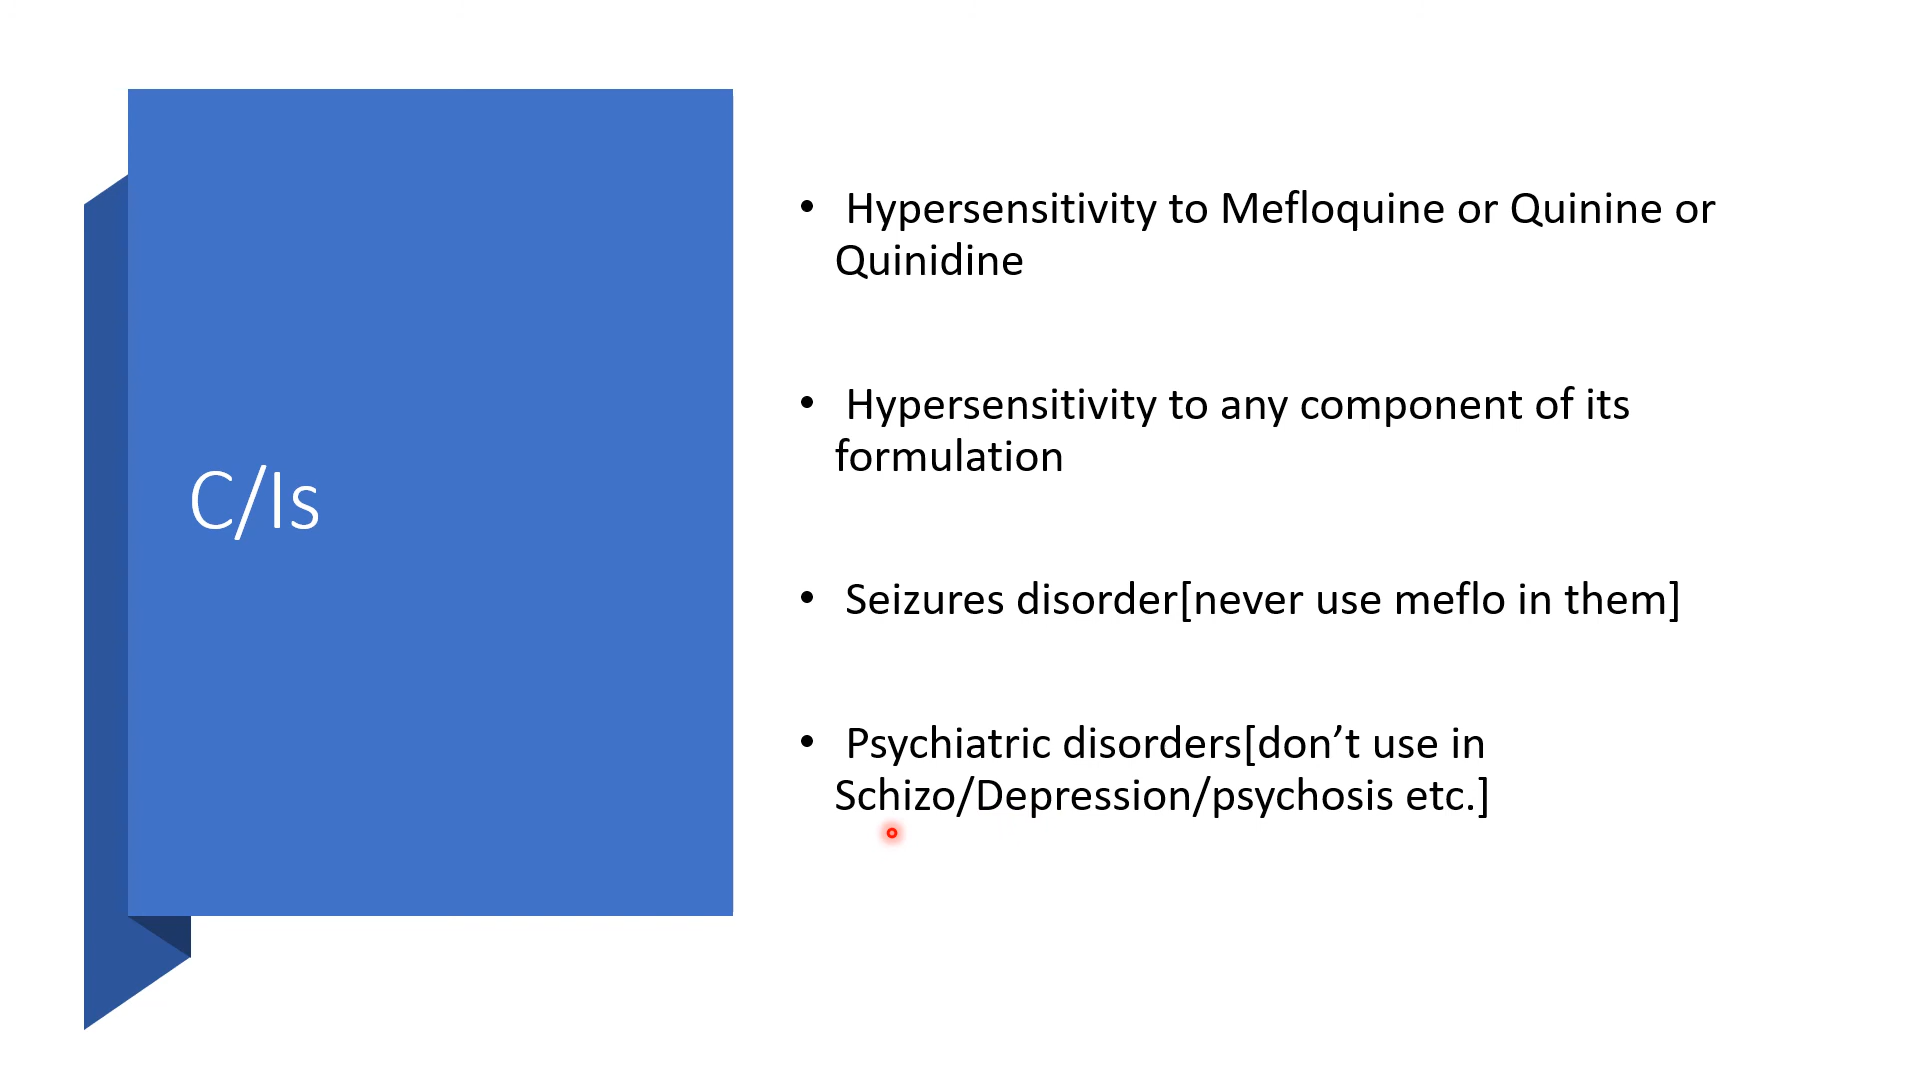 C/Is
• Hypersensitivity to Mefloquine or Quinine or
Quinidine
• Hypersensitivity to any component of its
formulation
• Seizures disorder[never use meflo in them]
• Psychiatric disorders[don’t use in
Schizo/Depression/psychosis etc.]